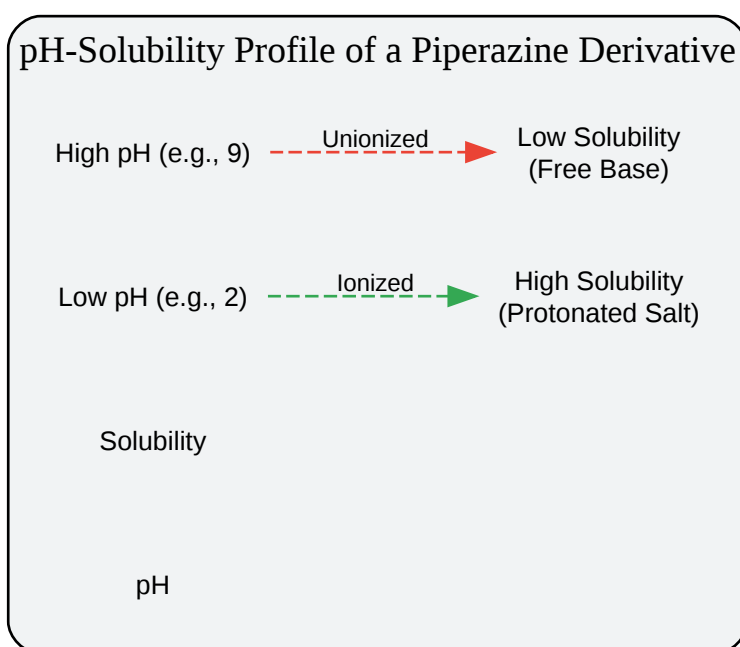 pH-Solubility Profile of a Piperazine Derivative
High pH (e.g., 9)
Unionized
Low Solubility
(Free Base)
Low pH (e.g., 2)
Ionized
High Solubility
(Protonated Salt)
Solubility
pH